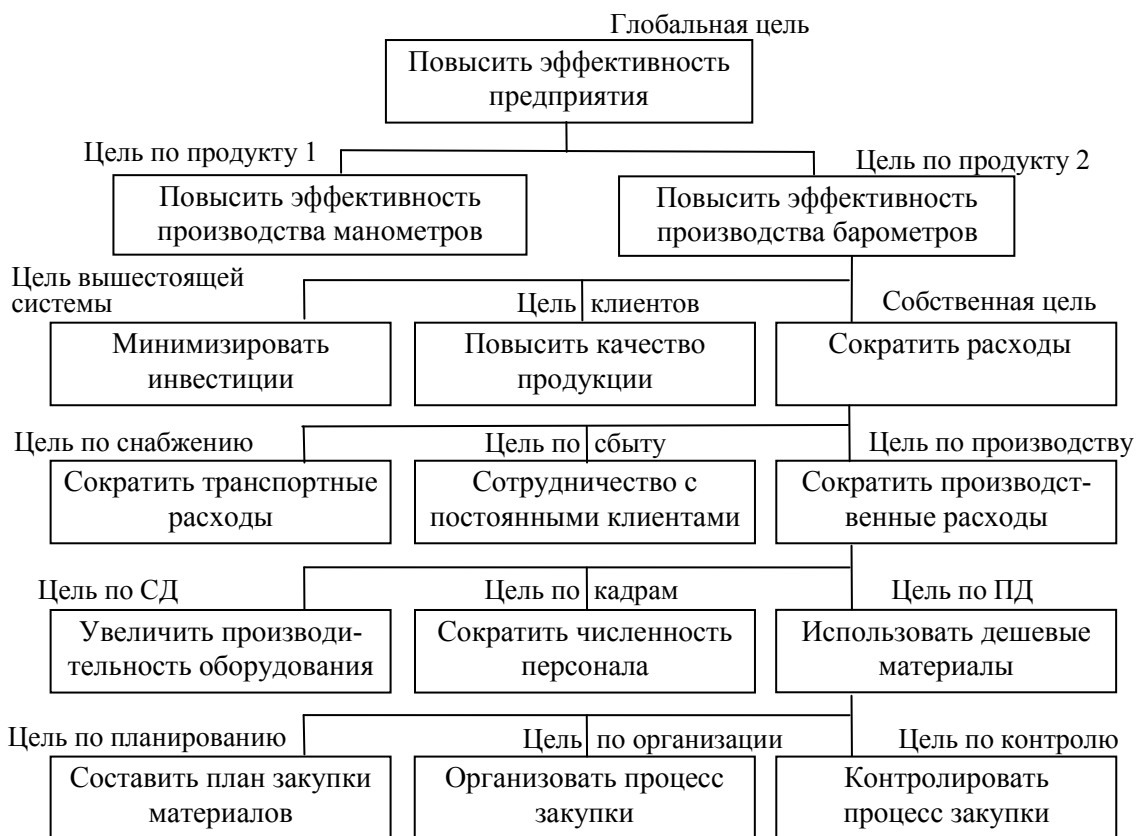 Глобальная цель
Повысить эффективность
предприятия
Цель по продукту 1
Цель по продукту 2
Повысить эффективность
производства манометров
Повысить эффективность
производства барометров
Цель вышестоящей
системы
Цель клиентов
Собственная цель
Минимизировать
инвестиции
Повысить качество
продукции
Сократить расходы
Цель по снабжению
Цель по сбыту
Цель по производству
Сократить транспортные
расходы
Сотрудничество с
постоянными клиентами
Сократить производст-
венные расходы
Цель по СД
Цель по кадрам
Цель по ПД
Увеличить производи-
тельность оборудования
Сократить численность
персонала
Использовать дешевые
материалы
Цель по планированию
Цель по организации
Цель по контролю
Составить план закупки
материалов
Организовать процесс
закупки
Контролировать
процесс закупки